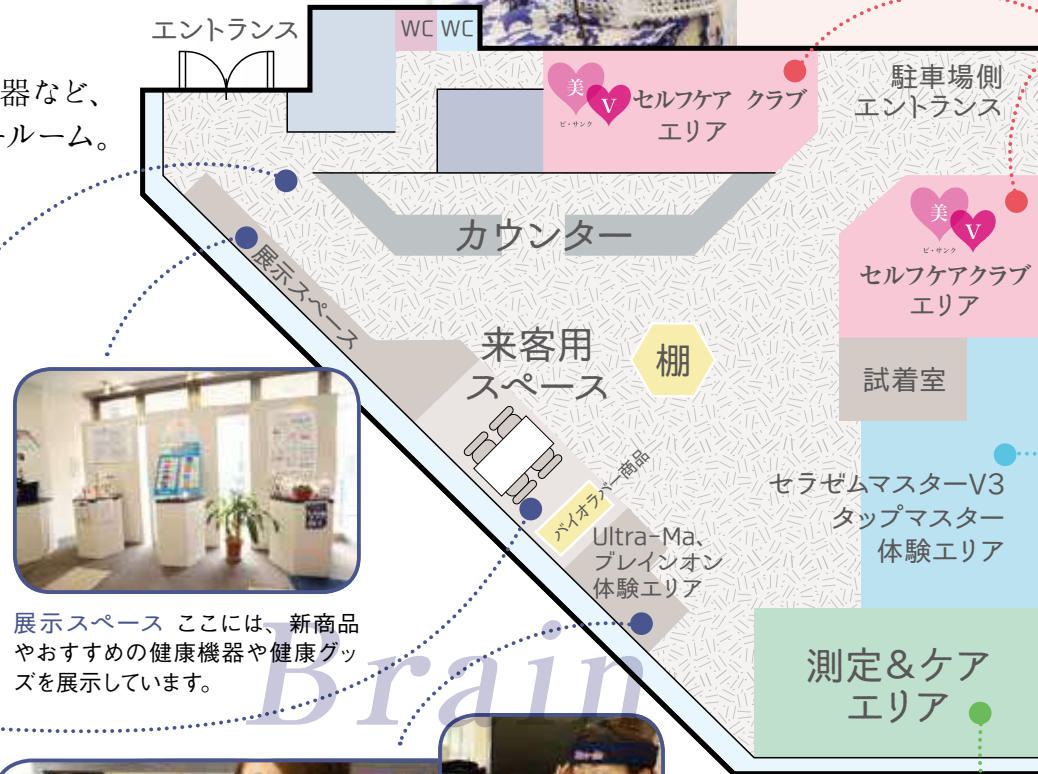 エントランス
WC WC
器など、
ールーム。
美 V
ビ・サンク
セルフケア クラブ
エリア
駐車場側
エントランス
カウンター
展示スペース
美 V
ビ・サンク
セルフケアクラブ
エリア
来客用
スペース
棚
試着室
バイオラバー商品
セラゼムマスターV3
タップマスター
体験エリア
Ultra-Ma、
ブレインオン
体験エリア
測定&ケア
エリア
展示スペース ここには、新商品
やおすすめの健康機器や健康グッ
ズを展示しています。
Brain